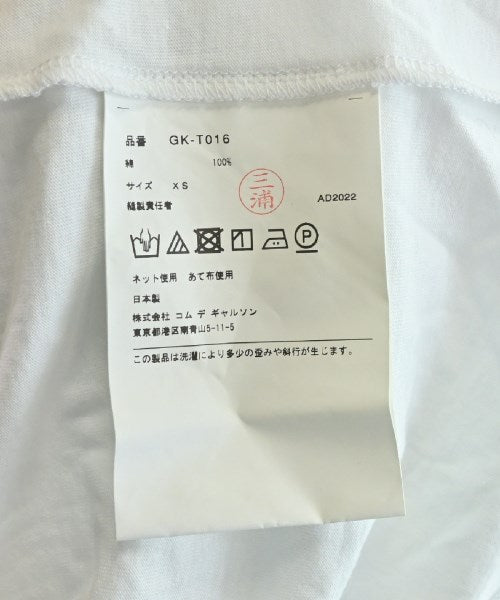 品番 GK-T016
綿 100%
サイズ XS
三浦
縫製責任者 AD2022
P
ネット使用 あて布使用
日本製
株式会社 コム デ ギャルソン
東京都港区南青山5-11-5
この製品は洗濯により多少の歪みや斜行が生じます。